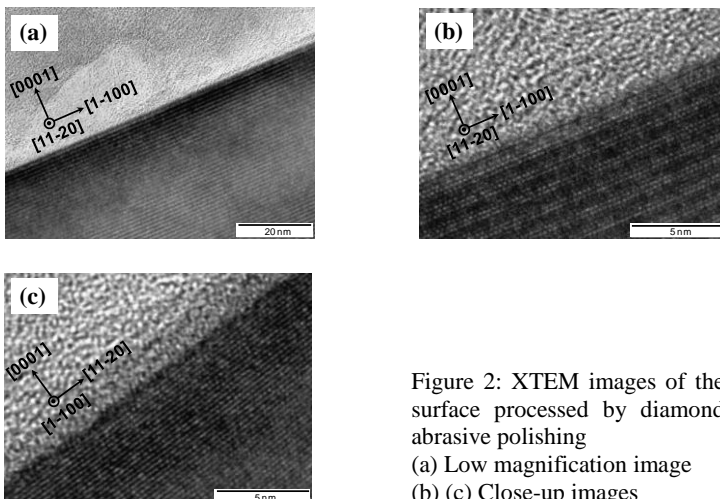 (a)
[0001]
[1-100]
[11-20]
20 nm
(b)
[0001]
[1-100]
[11-20]
5 nm
(c)
[0001]
[11-20]
[1-100]
5 nm
Figure 2: XTEM images of the
surface processed by diamond
abrasive polishing
(a) Low magnification image
(b) (c) Close-up images